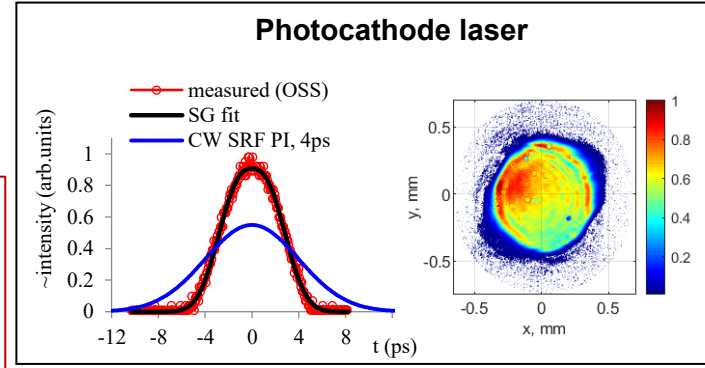 Photocathode laser
measured (OSS)
SG fit
CW SRF PI, 4ps
~intensity (arb.units)
1
0.8
0.6
0.4
0.2
0
-12
-8
-4
0
4
8
t (ps)
y, mm
0.5
0
-0.5
-0.5
0
0.5
x, mm
1
0.8
0.6
0.4
0.2